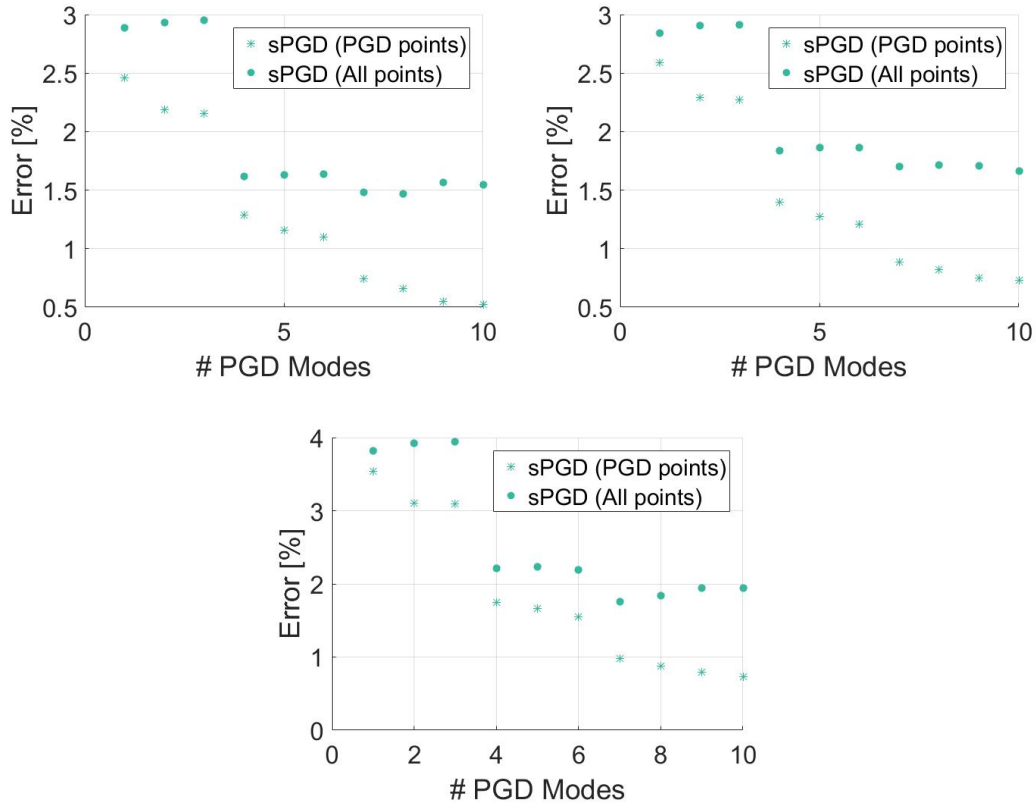 3
2.5
2
1.5
1
0.5
0
5
10
Error [%]
# PGD Modes
sPGD (PGD points)
sPGD (All points)
3
2.5
2
1.5
1
0.5
0
5
10
Error [%]
# PGD Modes
sPGD (PGD points)
sPGD (All points)
4
3
2
1
0
0
2
4
6
8
10
Error [%]
# PGD Modes
sPGD (PGD points)
sPGD (All points)